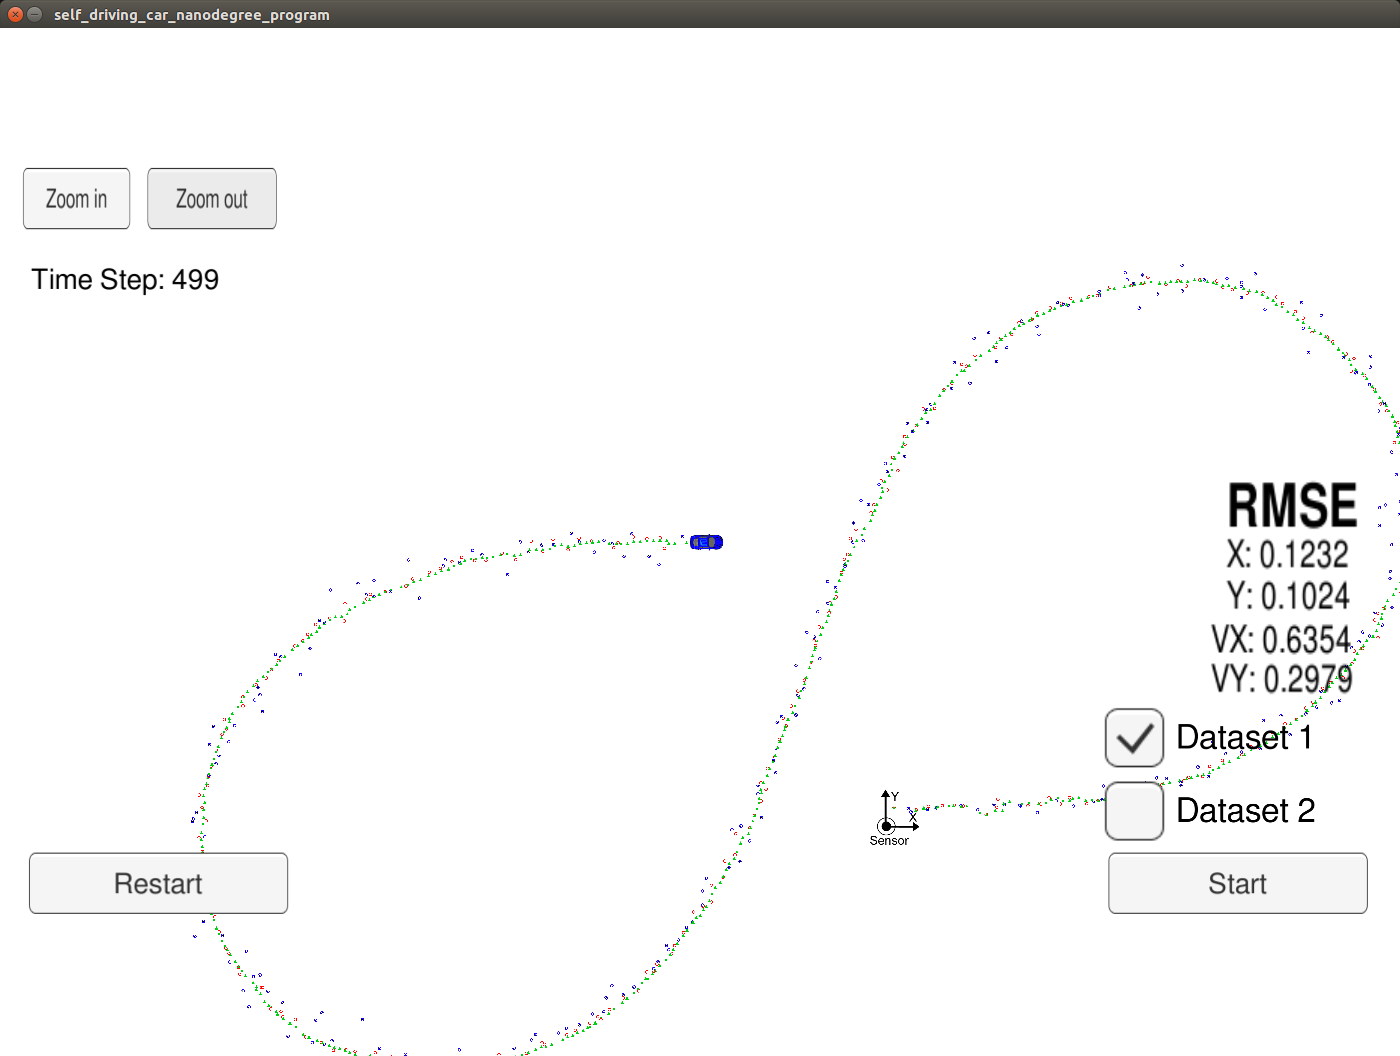 self_driving_car_nanodegree_program
Zoom in
Zoom out
Time Step: 499
RMSE
X: 0.1232
Y: 0.1024
VX: 0.6354
VY: 0.2979
Dataset 1
Dataset 2
Y
X
Sensor
Restart
Start